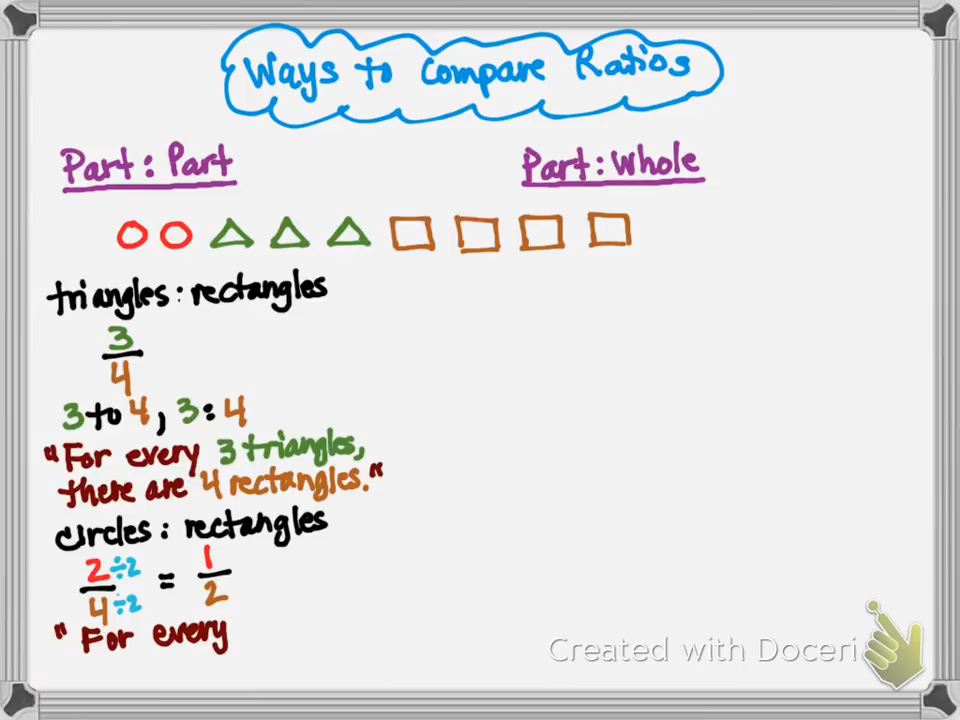 Ways to Compare Ratios
Part: Part
Part: Whole
triangles: rectangles
3
4
3 to 4, 3:4
"For every 3 triangles,
there are 4 rectangles."
circles: rectangles
2÷2 = 1
4÷2 2
"For every
Created with Doceri